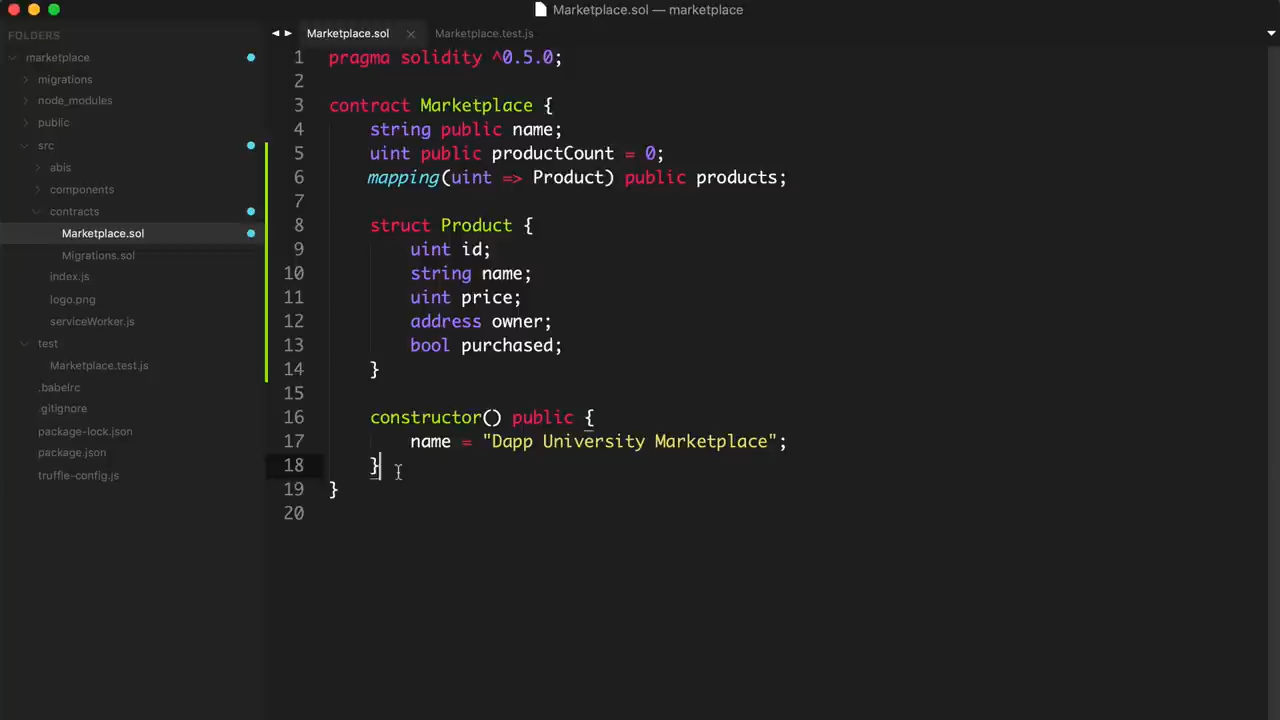 Marketplace.sol — marketplace
FOLDERS
marketplace
migrations
node_modules
public
src
abis
components
contracts
Marketplace.sol
Migrations.sol
index.js
logo.png
serviceWorker.js
test
Marketplace.test.js
.babelrc
.gitignore
package-lock.json
package.json
truffle-config.js
Marketplace.sol Marketplace.test.js
1 pragma solidity ^0.5.0;
2
3 contract Marketplace {
4 string public name;
5 uint public productCount = 0;
6 mapping(uint => Product) public products;
7
8 struct Product {
9 uint id;
10 string name;
11 uint price;
12 address owner;
13 bool purchased;
14 }
15
16 constructor() public {
17 name = "Dapp University Marketplace";
18 }
19 }
20